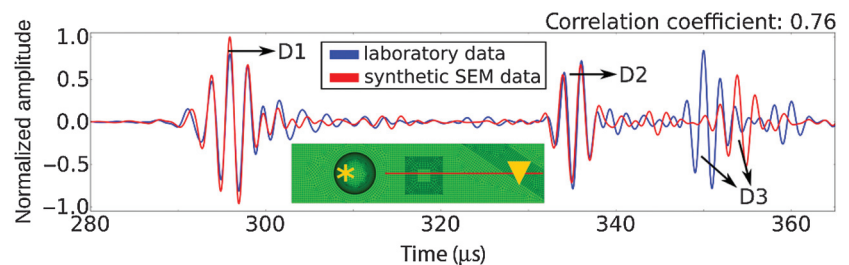 Correlation coefficient: 0.76
Normalized amplitude
1.0
0.5
0.0
−0.5
−1.0
D1
laboratory data
synthetic SEM data
D2
D3
280 300 320 340 360
Time (μs)